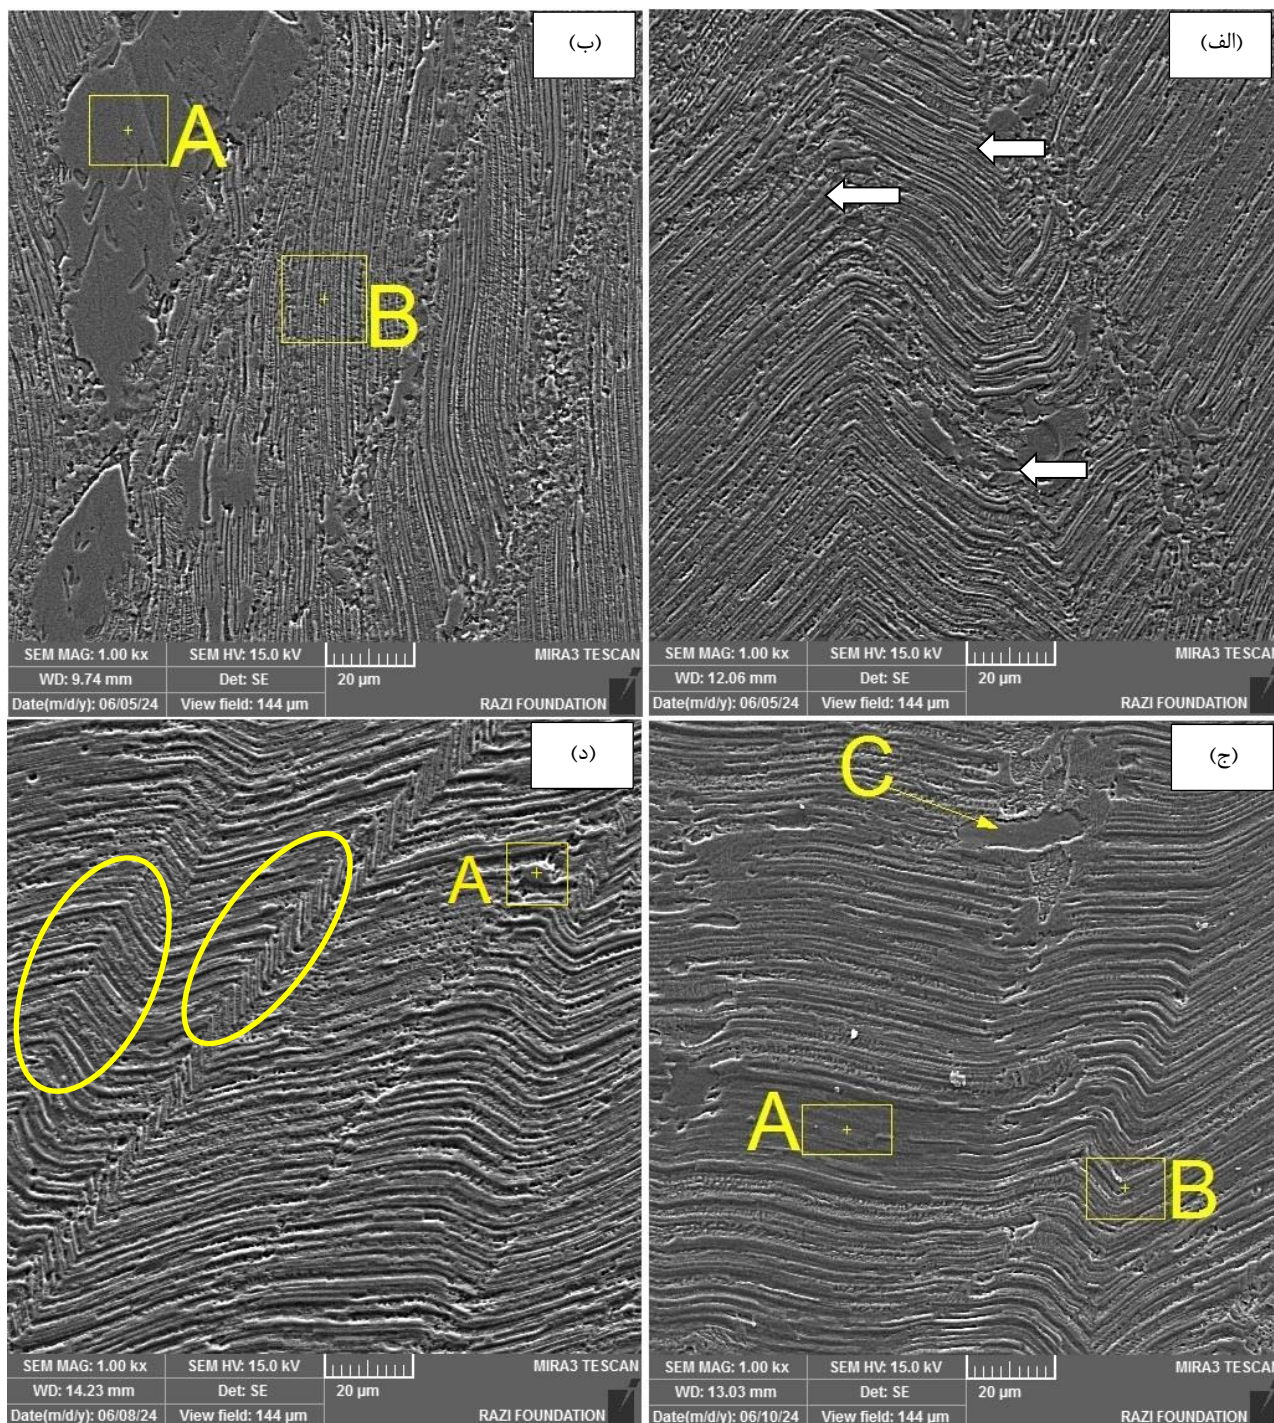 (الف)
SEM MAG: 1.00 kx SEM HV: 15.0 kV MIRA3 TESCAN
WD: 12.06 mm Det: SE 20 µm
Date(m/d/y): 06/05/24 View field: 144 µm RAZI FOUNDATION
(ب)
A
B
SEM MAG: 1.00 kx SEM HV: 15.0 kV MIRA3 TESCAN
WD: 9.74 mm Det: SE 20 µm
Date(m/d/y): 06/05/24 View field: 144 µm RAZI FOUNDATION
(ج)
C
A
B
SEM MAG: 1.00 kx SEM HV: 15.0 kV MIRA3 TESCAN
WD: 13.03 mm Det: SE 20 µm
Date(m/d/y): 06/10/24 View field: 144 µm RAZI FOUNDATION
(د)
A
SEM MAG: 1.00 kx SEM HV: 15.0 kV MIRA3 TESCAN
WD: 14.23 mm Det: SE 20 µm
Date(m/d/y): 06/08/24 View field: 144 µm RAZI FOUNDATION